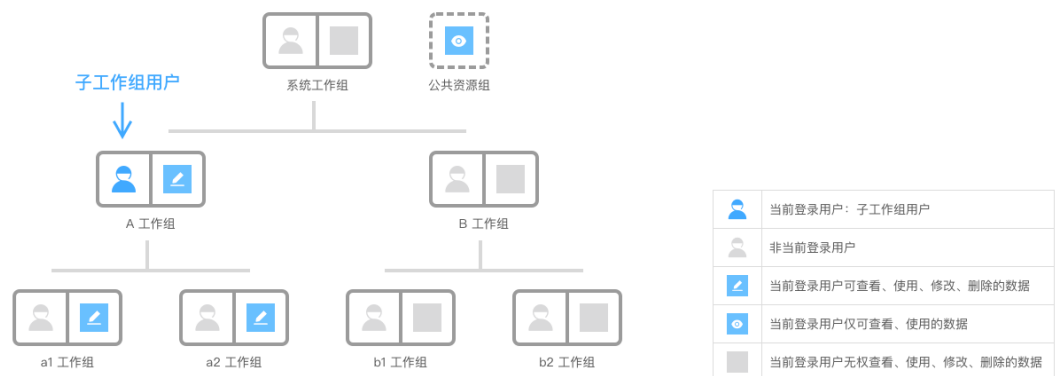 系统工作组
公共资源组
子工作组用户
A 工作组
B 工作组
a1 工作组
a2 工作组
b1 工作组
b2 工作组
当前登录用户：子工作组用户
非当前登录用户
当前登录用户可查看、使用、修改、删除的数据
当前登录用户仅可查看、使用的数据
当前登录用户无权查看、使用、修改、删除的数据